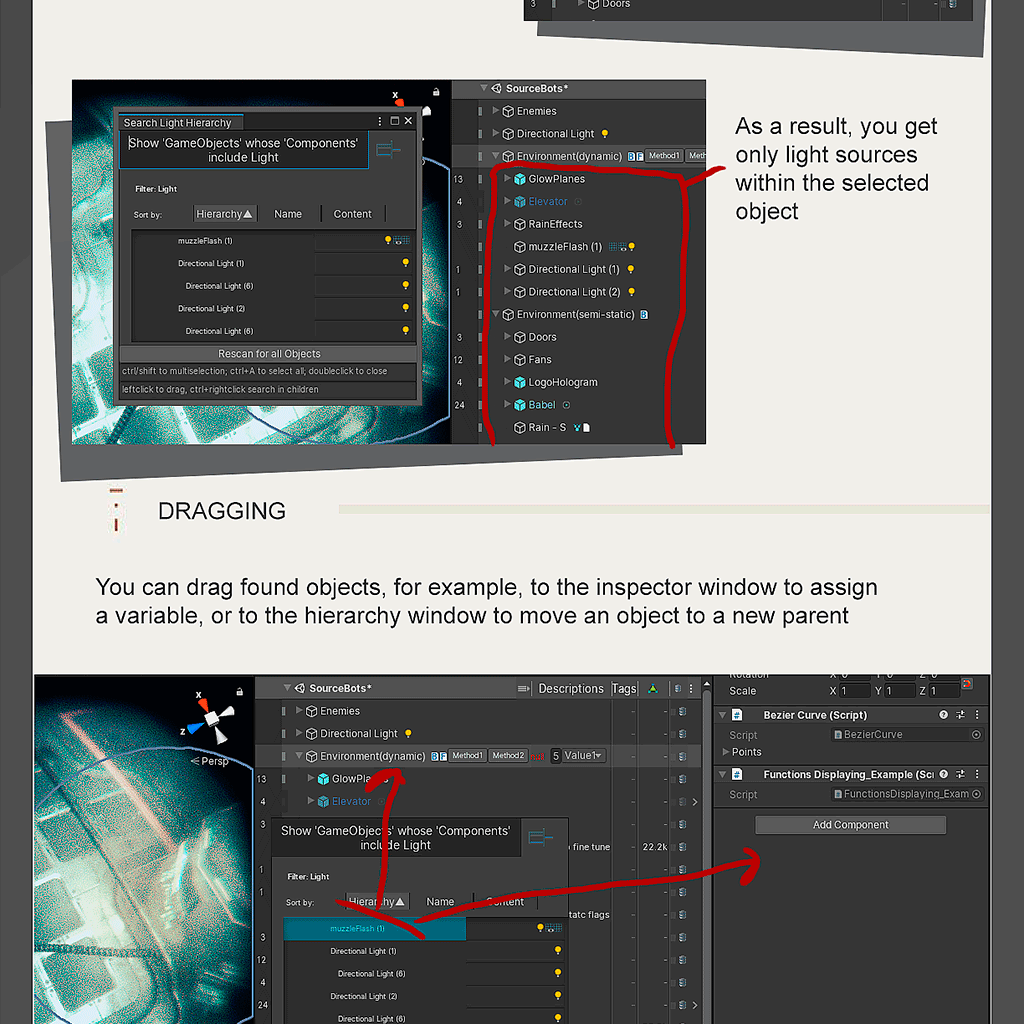 3 Doors
Search Light Hierarchy
Show 'GameObjects' whose 'Components'
include Light
Filter: Light
Sort by: Hierarchy▲ Name Content
muzzleFlash (1)
Directional Light (1)
Directional Light (6)
Directional Light (2)
Directional Light (6)
Rescan for all Objects
ctrl/shift to multiselection; ctrl+A to select all; doubleclick to close
leftclick to drag, ctrl+rightclick search in children
x
SourceBots*
Enemies
Directional Light
Environment(dynamic) Method1 Meth
13 GlowPlanes
4 Elevator
3 RainEffects
muzzleFlash (1)
1 Directional Light (1)
1 Directional Light (2)
Environment(semi-static)
3 Doors
12 Fans
4 LogoHologram
24 Babel
Rain - S
As a result, you get
only light sources
within the selected
object
DRAGGING
You can drag found objects, for example, to the inspector window to assign
a variable, or to the hierarchy window to move an object to a new parent
x
z
Persp
SourceBots* Descriptions Tags
Enemies
Directional Light
Environment(dynamic) Method1 Method2 5 Value1
13 GlowPla
4 Elevator
3
Show 'GameObjects' whose 'Components'
include Light
fine tune 22.2k
1
Filter: Light
1
Sort by: Hierarchy▲ Name Content
statc flags
3 muzzleFlash (1)
12 Directional Light (1)
4 Directional Light (6)
24 Directional Light (2)
Directional Light (6)
Rotation X 0 Y 0 Z 0
Scale X 1 Y 1 Z 1
Bezier Curve (Script)
Script BezierCurve
Points
Functions Displaying_Example (Scr
Script FunctionsDisplaying_Exam
Add Component